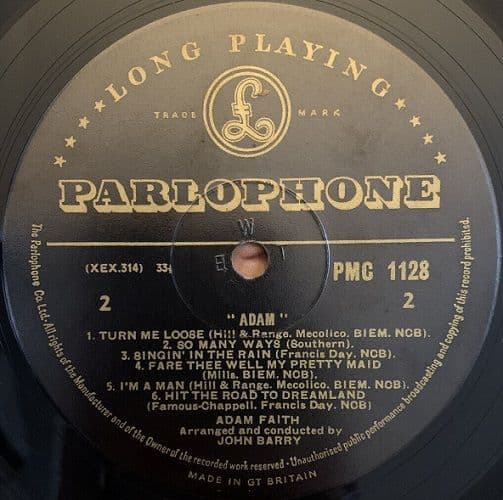 LONG PLAYING
TRADE MARK
£
PARLOPHONE
(XEX.314) 33
PMC 1128
2 2
"ADAM"
1. TURN ME LOOSE (Hill & Range. Mecolico. BIEM. NCB).
2. SO MANY WAYS (Southern).
3. SINGIN' IN THE RAIN (Francis Day. NCB).
4. FARE THEE WELL MY PRETTY MAID
(Mills. BIEM. NCB).
5. I'M A MAN (Hill & Range. Mecolico. BIEM. NCB).
6. HIT THE ROAD TO DREAMLAND
(Famous-Chappell. Francis Day. NCB)
ADAM FAITH
Arranged and conducted by
JOHN BARRY
The Parlophone Co. Ltd. All rights of the Manufacturer and of the Owner of the recorded work reserved · Unauthorised public performance broadcasting and copying of this record prohibited.
MADE IN GT BRITAIN